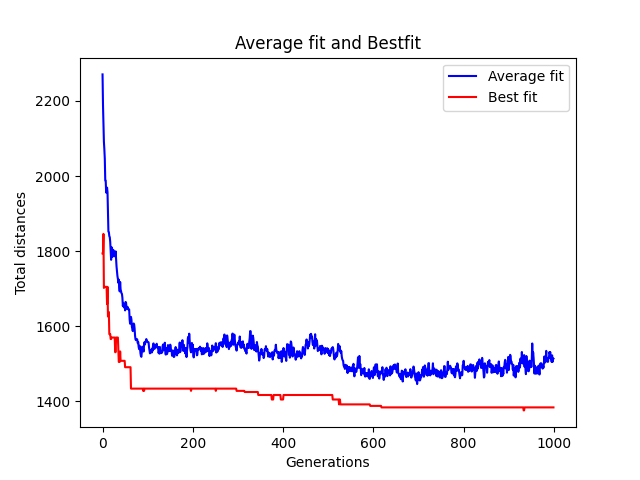 Average fit and Bestfit
Average fit
Best fit
Total distances
2200
2000
1800
1600
1400
0 200 400 600 800 1000
Generations